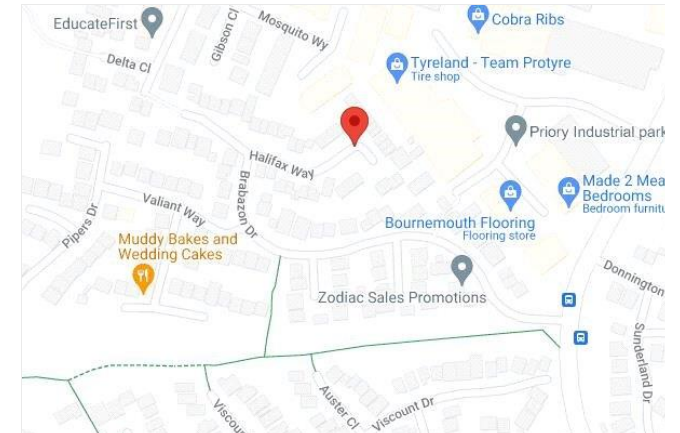 EducateFirst
Mosquito Wy
Gibson Cl
Cobra Ribs
Delta Cl
Tyreland - Team Protyre
Tire shop
Priory Industrial park
Halifax Way
Brabazon Dr
Made 2 Mea
Bedrooms
Bedroom furnitu
Valiant Way
Pipers Dr
Bournemouth Flooring
Flooring store
Muddy Bakes and
Wedding Cakes
Donnington
Zodiac Sales Promotions
Sunderland Dr
Auster Cl
Viscount Dr
Viscou